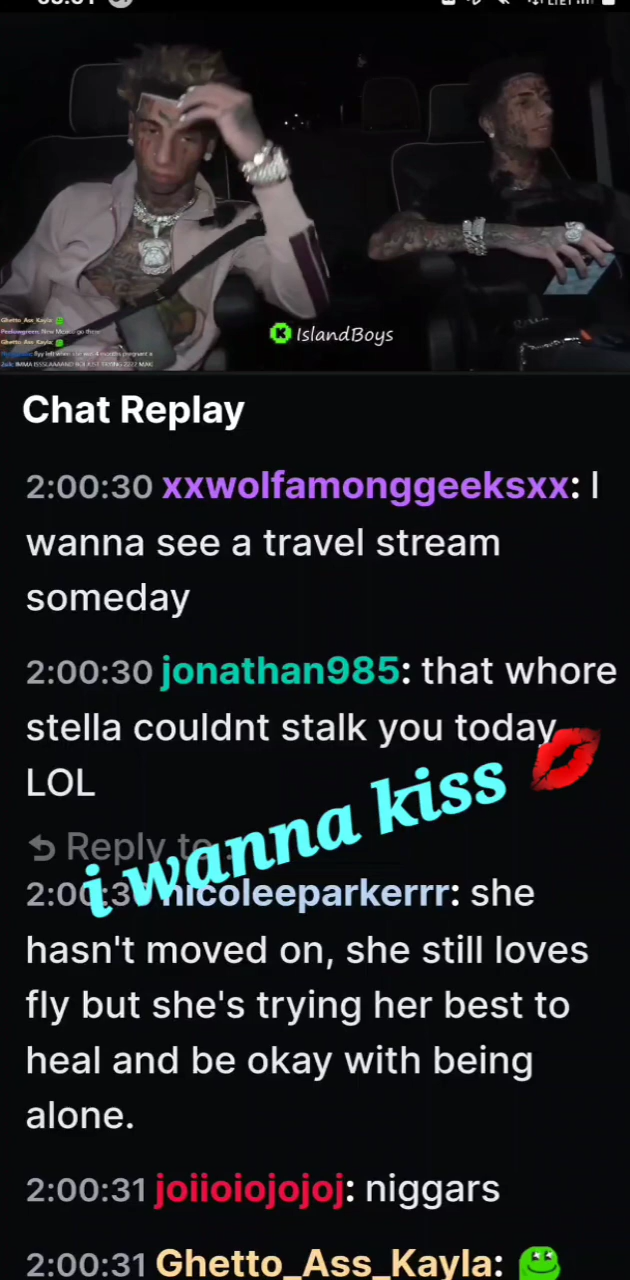 Ghetto_Ass_Kayla:
IslandBoys
Chat Replay
2:00:30 xxwolfamonggeeksxx: I
wanna see a travel stream
someday
2:00:30 jonathan985: that whore
stella couldnt stalk you today
LOL
i wanna kiss 💋
Reply to
nicoleeparkerrr: she
hasn't moved on, she still loves
fly but she's trying her best to
heal and be okay with being
alone.
2:00:31 joiioiojojoj: niggars
2:00:31 Ghetto_Ass_Kayla: